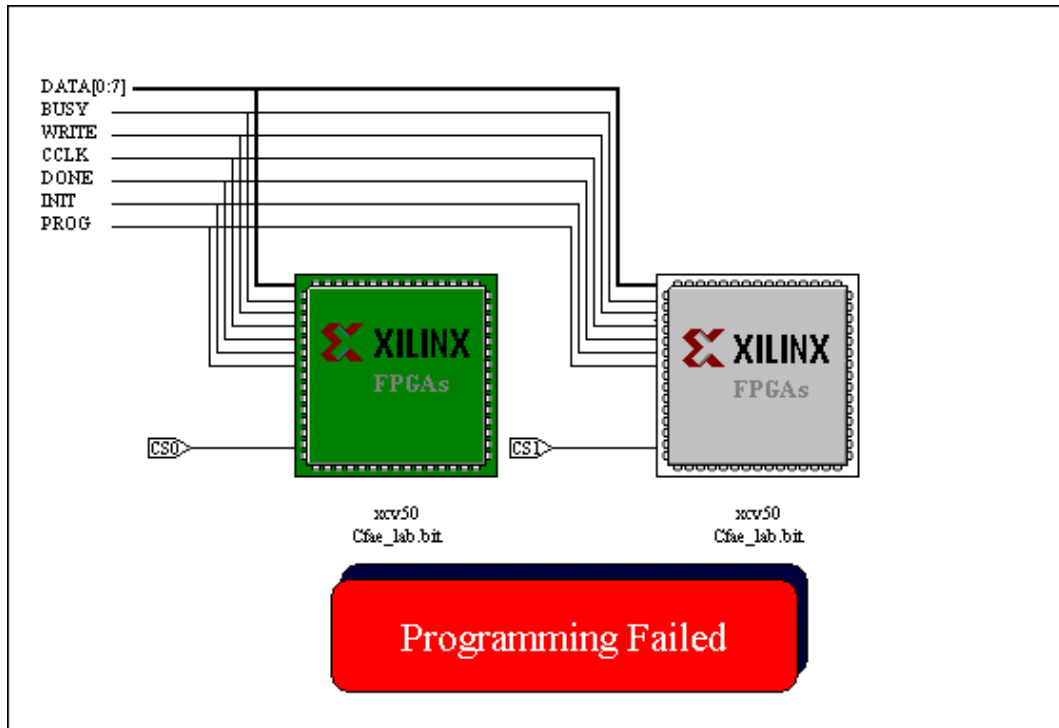 DATA[0:7]
BUSY
WRITE
CCLK
DONE
INIT
PROG
XILINX
FPGAs
XILINX
FPGAs
CS0
CS1
xcv50
Cfae_lab.bit
xcv50
Cfae_lab.bit
Programming Failed